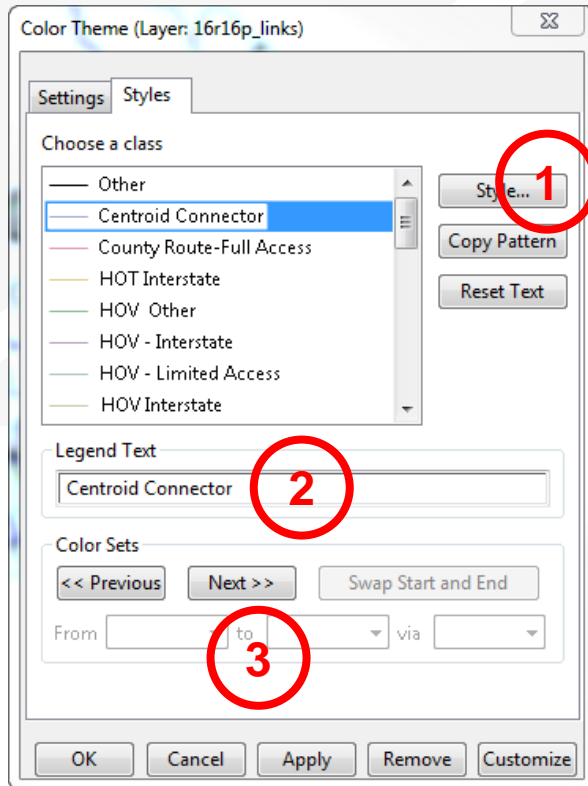 Color Theme (Layer: 16r16p_links)
Settings Styles
Choose a class
Other
Centroid Connector
County Route-Full Access
HOT Interstate
HOV Other
HOV - Interstate
HOV - Limited Access
HOV Interstate
Style...
1
Copy Pattern
Reset Text
Legend Text
Centroid Connector
2
Color Sets
<< Previous Next >> Swap Start and End
From to via
3
OK Cancel Apply Remove Customize